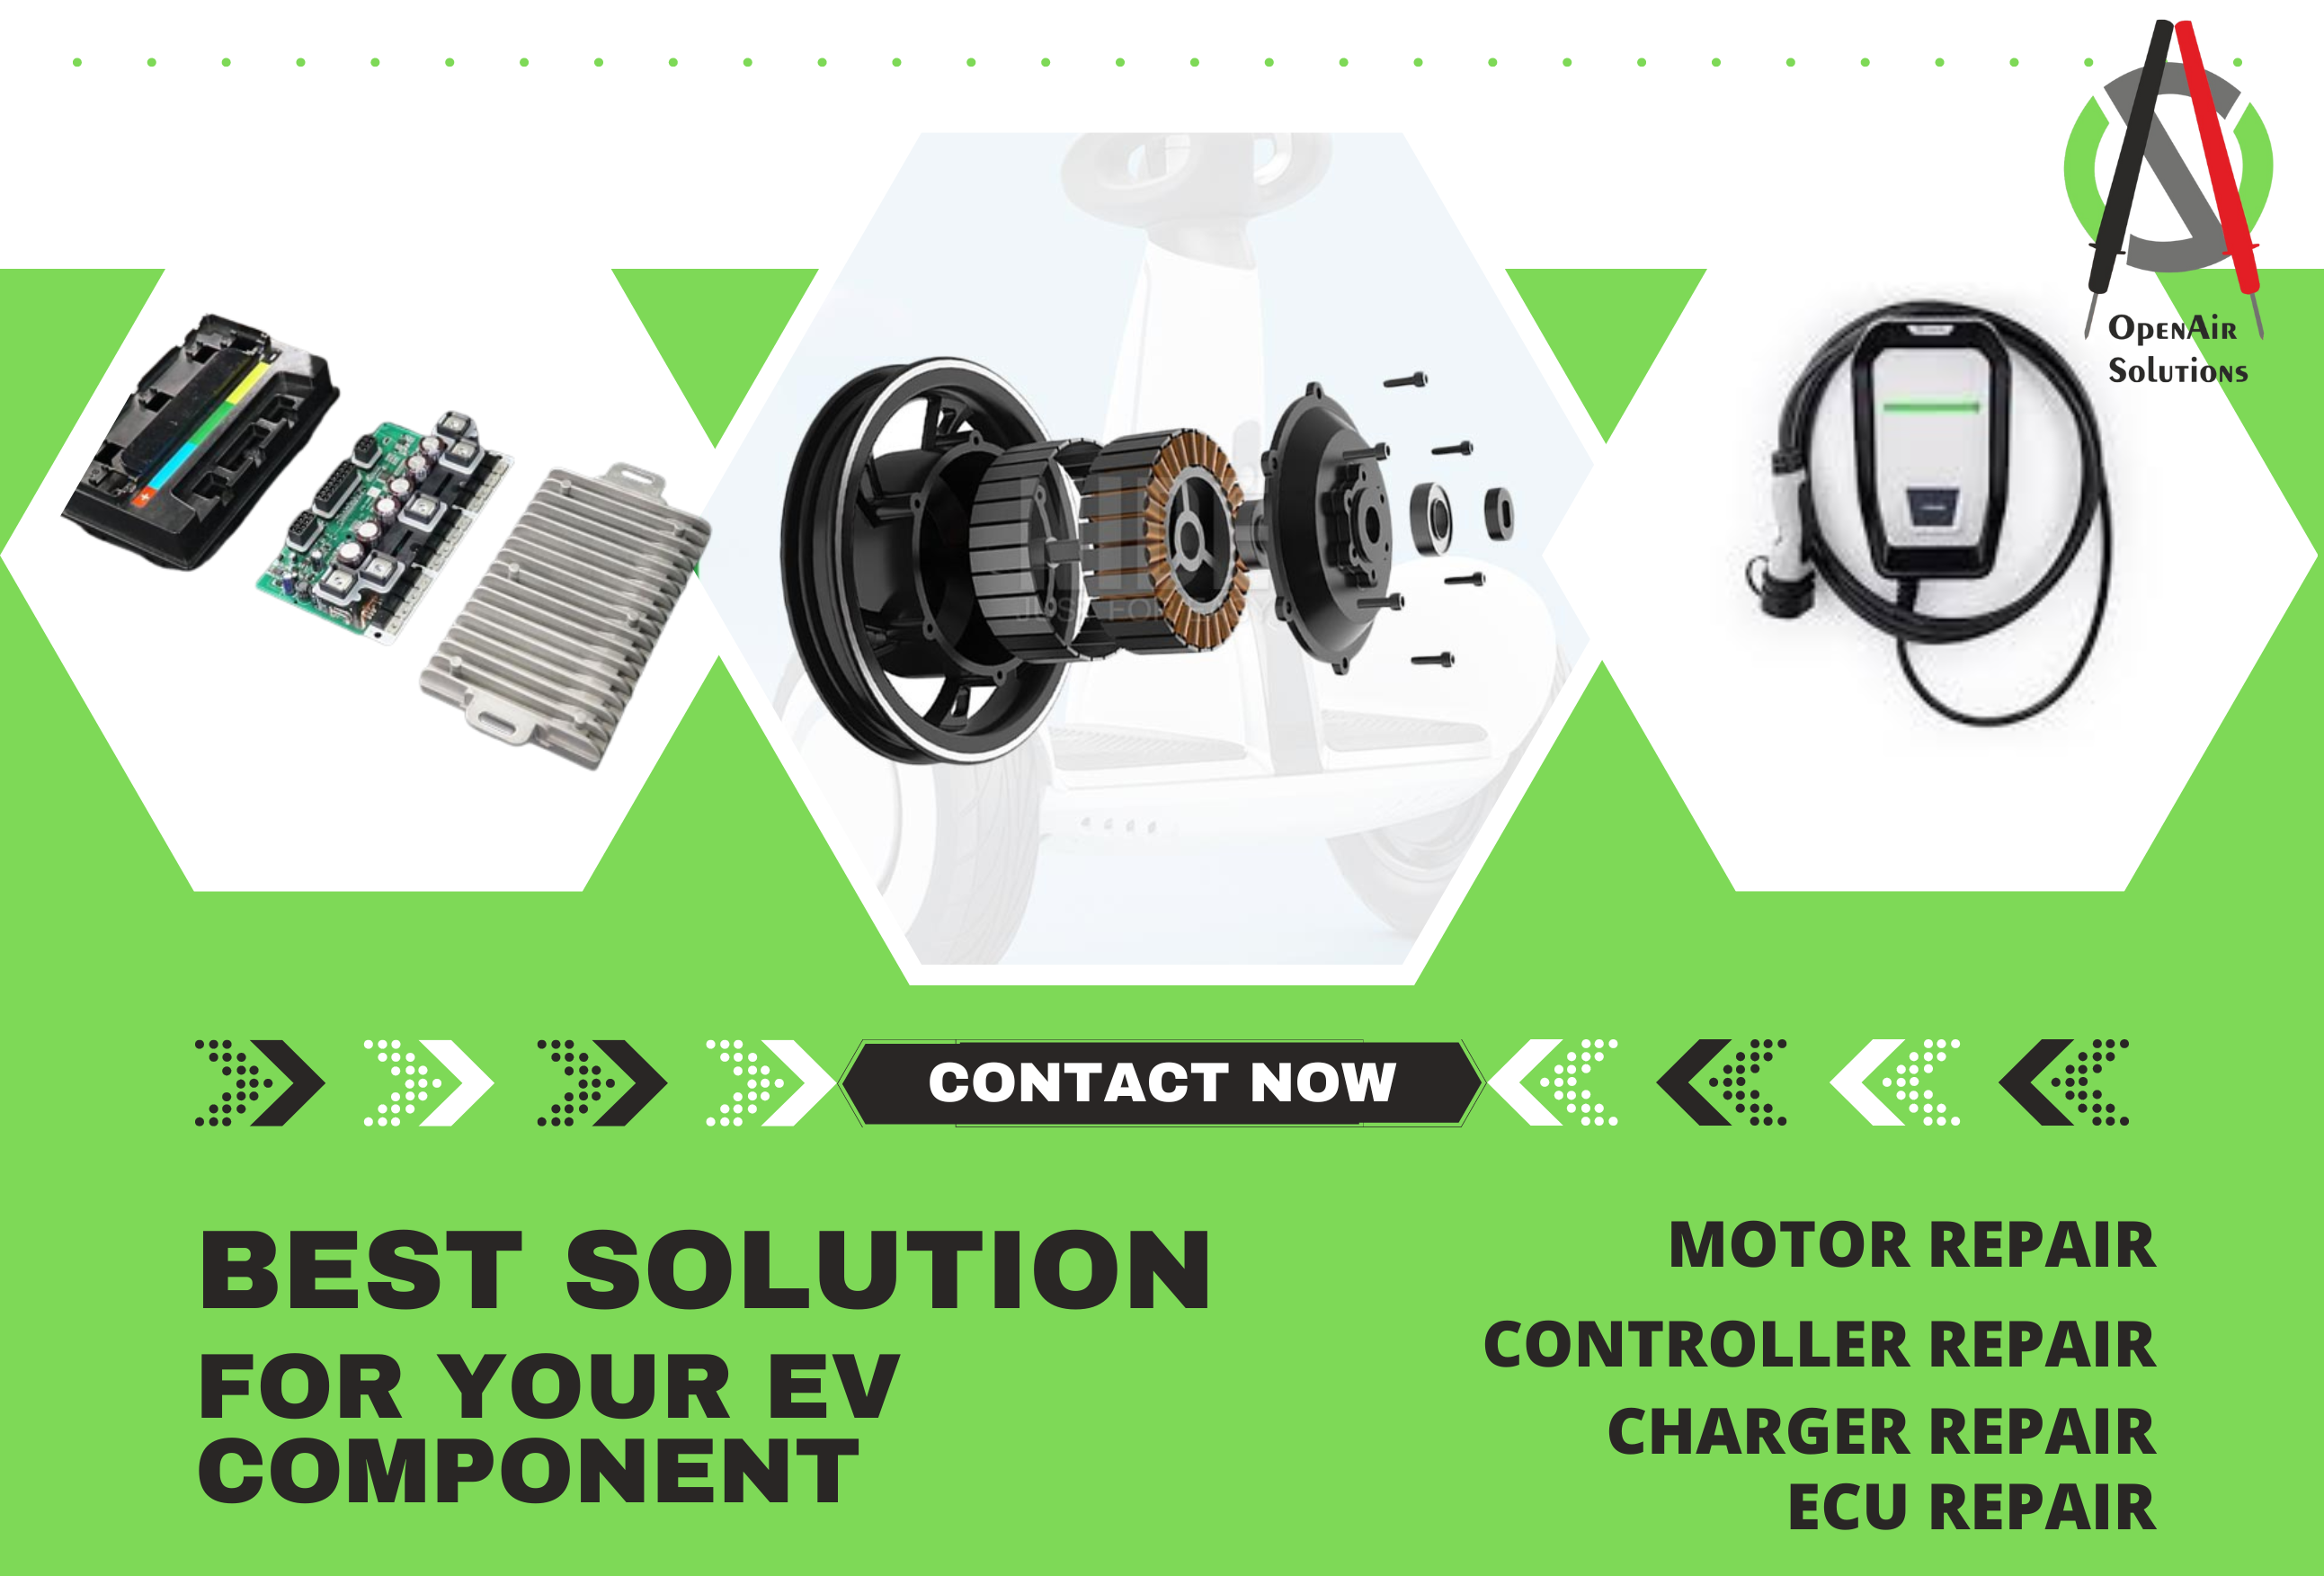 OpenAir
Solutions
CONTACT NOW
BEST SOLUTION
FOR YOUR EV
COMPONENT
MOTOR REPAIR
CONTROLLER REPAIR
CHARGER REPAIR
ECU REPAIR